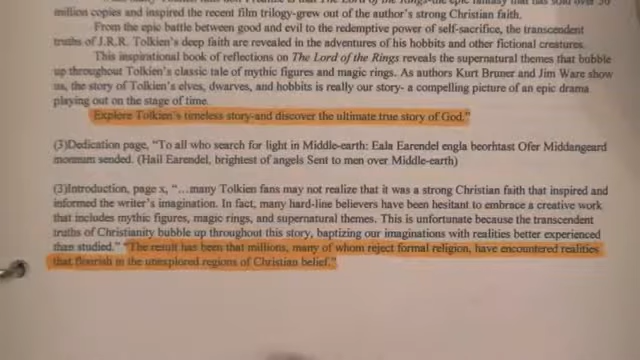 million copies and inspired the recent film trilogy-grew out of the author's strong Christian faith.
From the epic battle between good and evil to the redemptive power of self-sacrifice, the transcendent
truths of J.R.R. Tolkien's deep faith are revealed in the adventures of his hobbits and other fictional creatures.
This inspirational book of reflections on The Lord of the Rings reveals the supernatural themes that bubble
up throughout Tolkien's classic tale of mythic figures and magic rings. As authors Kurt Bruner and Jim Ware show
us, the story of Tolkien's elves, dwarves, and hobbits is really our story- a compelling picture of an epic drama
playing out on the stage of time.
Explore Tolkien's timeless story-and discover the ultimate true story of God."
(3)Dedication page, "To all who search for light in Middle-earth: Eala Earendel engla beorhtast Ofer Middangeard
monnum sended. (Hail Earendel, brightest of angels Sent to men over Middle-earth)
(3)Introduction, page x, "…many Tolkien fans may not realize that it was a strong Christian faith that inspired and
informed the writer's imagination. In fact, many hard-line believers have been hesitant to embrace a creative work
that includes mythic figures, magic rings, and supernatural themes. This is unfortunate because the transcendent
truths of Christianity bubble up throughout this story, baptizing our imaginations with realities better experienced
than studied." "The result has been that millions, many of whom reject formal religion, have encountered realities
that flourish in the unexplored regions of Christian belief."